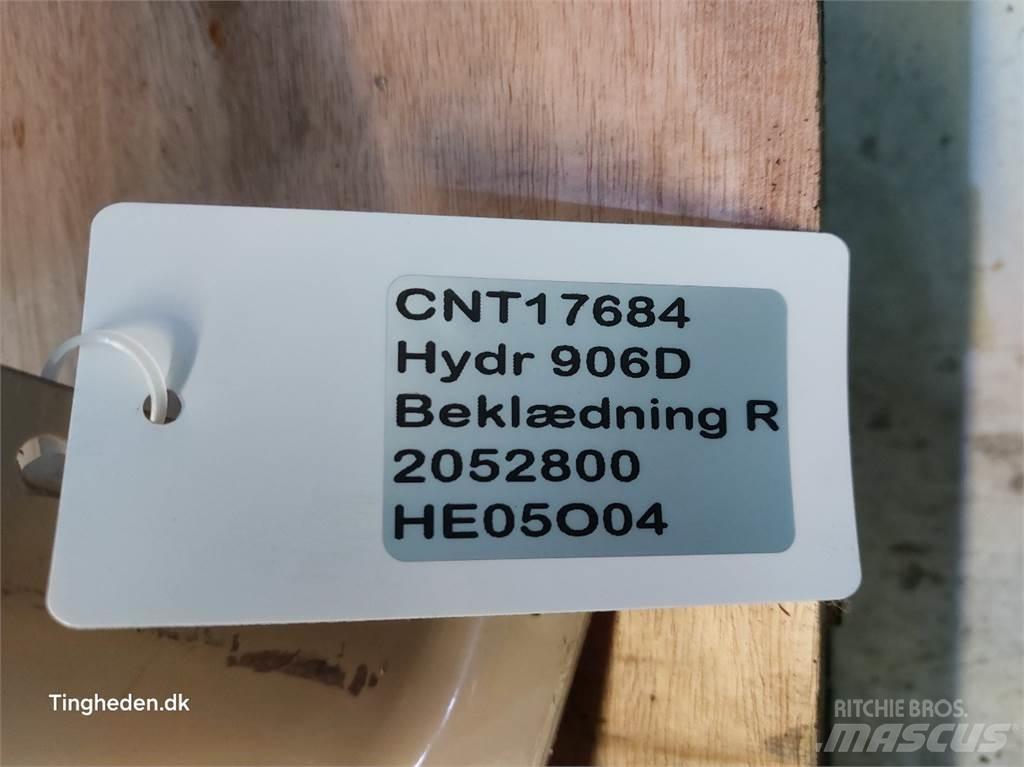 CNT17684
Hydr 906D
Beklædning R
2052800
HE05O04
Tingheden.dk
RITCHIE BROS.
MASCUS